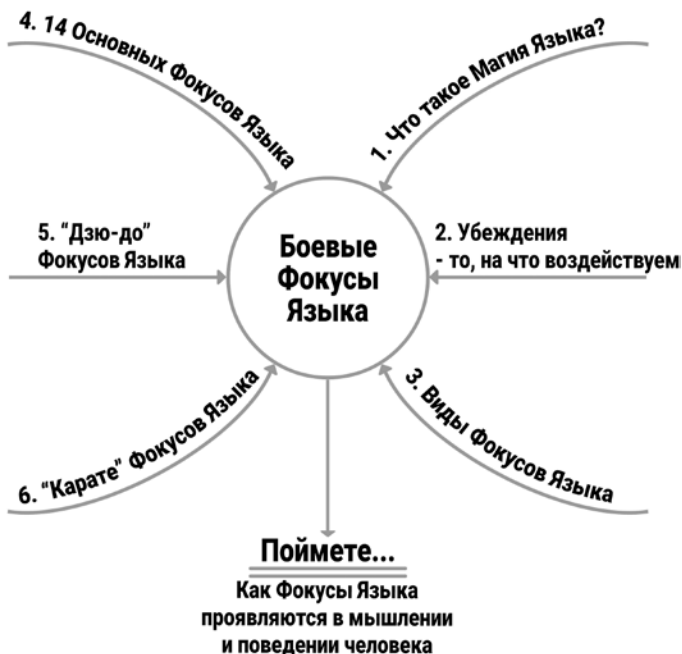 4. 14 Основных Фокусов Языка
1. Что такое Магия Языка?
5. “Дзю-до”
Фокусов Языка
Боевые
Фокусы
Языка
2. Убеждения
- то, на что воздействуем
6. “Карате” Фокусов Языка
3. Виды Фокусов Языка
Поймете...
Как Фокусы Языка
проявляются в мышлении
и поведении человека